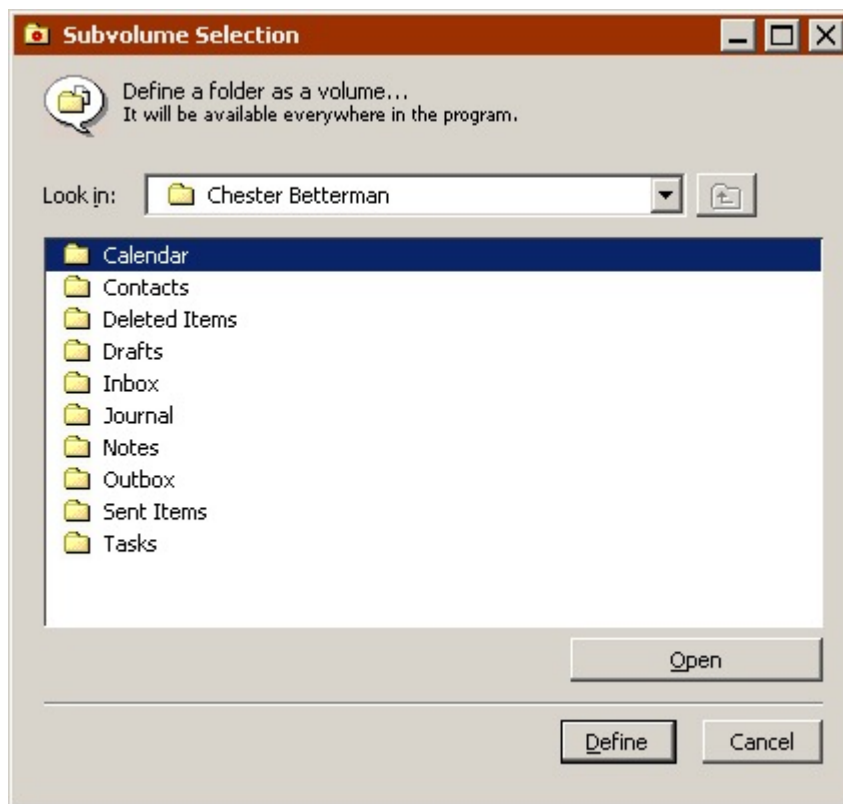 Subvolume Selection
Define a folder as a volume...
It will be available everywhere in the program.
Look in: Chester Betterman
Calendar
Contacts
Deleted Items
Drafts
Inbox
Journal
Notes
Outbox
Sent Items
Tasks
Open
Define Cancel